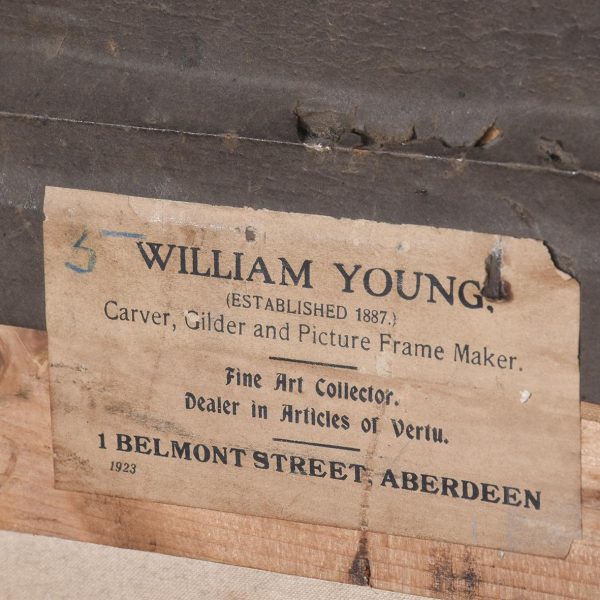 5
WILLIAM YOUNG.
(ESTABLISHED 1887.)
Carver, Gilder and Picture Frame Maker.
Fine Art Collector.
Dealer in Articles of Vertu.
1 BELMONT STREET, ABERDEEN
1923